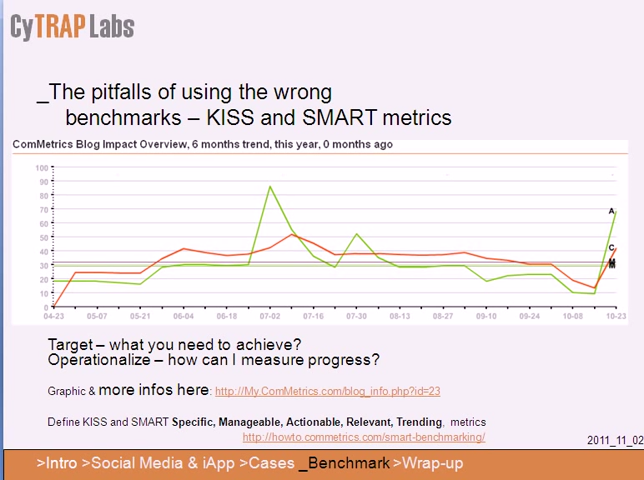 CyTRAP Labs
_The pitfalls of using the wrong
benchmarks – KISS and SMART metrics
ComMetrics Blog Impact Overview, 6 months trend, this year, 0 months ago
100
90
80
70
60
50
40
30
20
10
0
A
C
04-23 05-07 05-21 06-04 06-18 07-02 07-16 07-30 08-13 08-27 09-10 09-24 10-08 10-23
Target – what you need to achieve?
Operationalize – how can I measure progress?
Graphic & more infos here: http://My.ComMetrics.com/blog_info.php?id=23
Define KISS and SMART Specific, Manageable, Actionable, Relevant, Trending, metrics
http://howto.commetrics.com/smart-benchmarking/
2011_11_02
>Intro >Social Media & iApp >Cases _Benchmark >Wrap-up